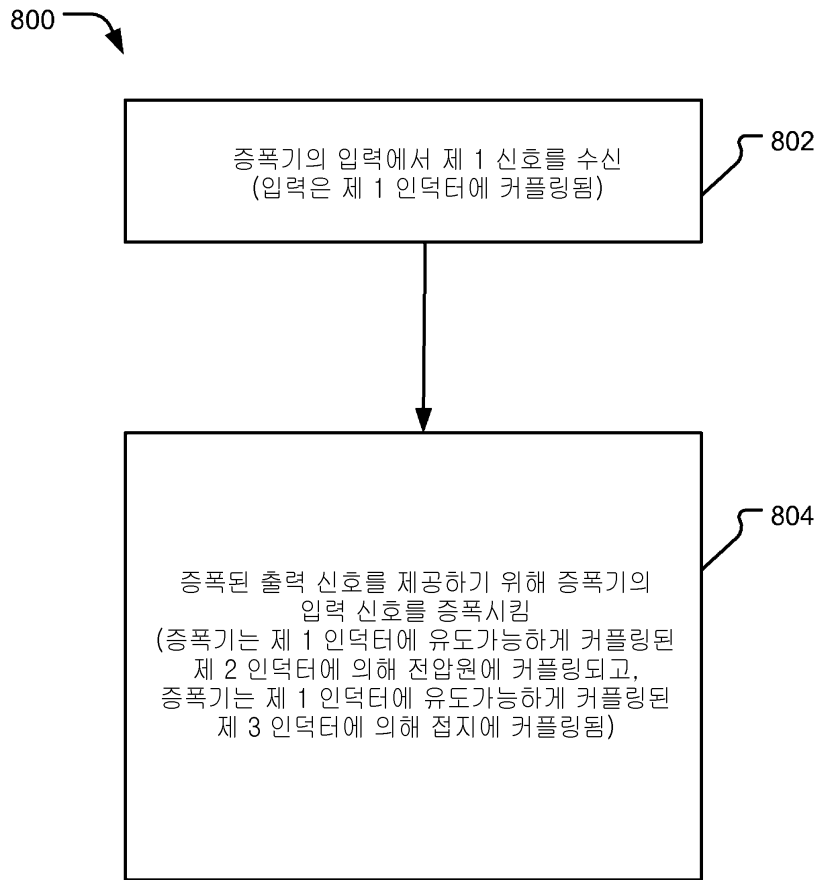 800
증폭기의 입력에서 제 1 신호를 수신
(입력은 제 1 인덕터에 커플링됨)
802
증폭된 출력 신호를 제공하기 위해 증폭기의
입력 신호를 증폭시킴
(증폭기는 제 1 인덕터에 유도가능하게 커플링된
제 2 인덕터에 의해 전압원에 커플링되고,
증폭기는 제 1 인덕터에 유도가능하게 커플링된
제 3 인덕터에 의해 접지에 커플링됨)
804